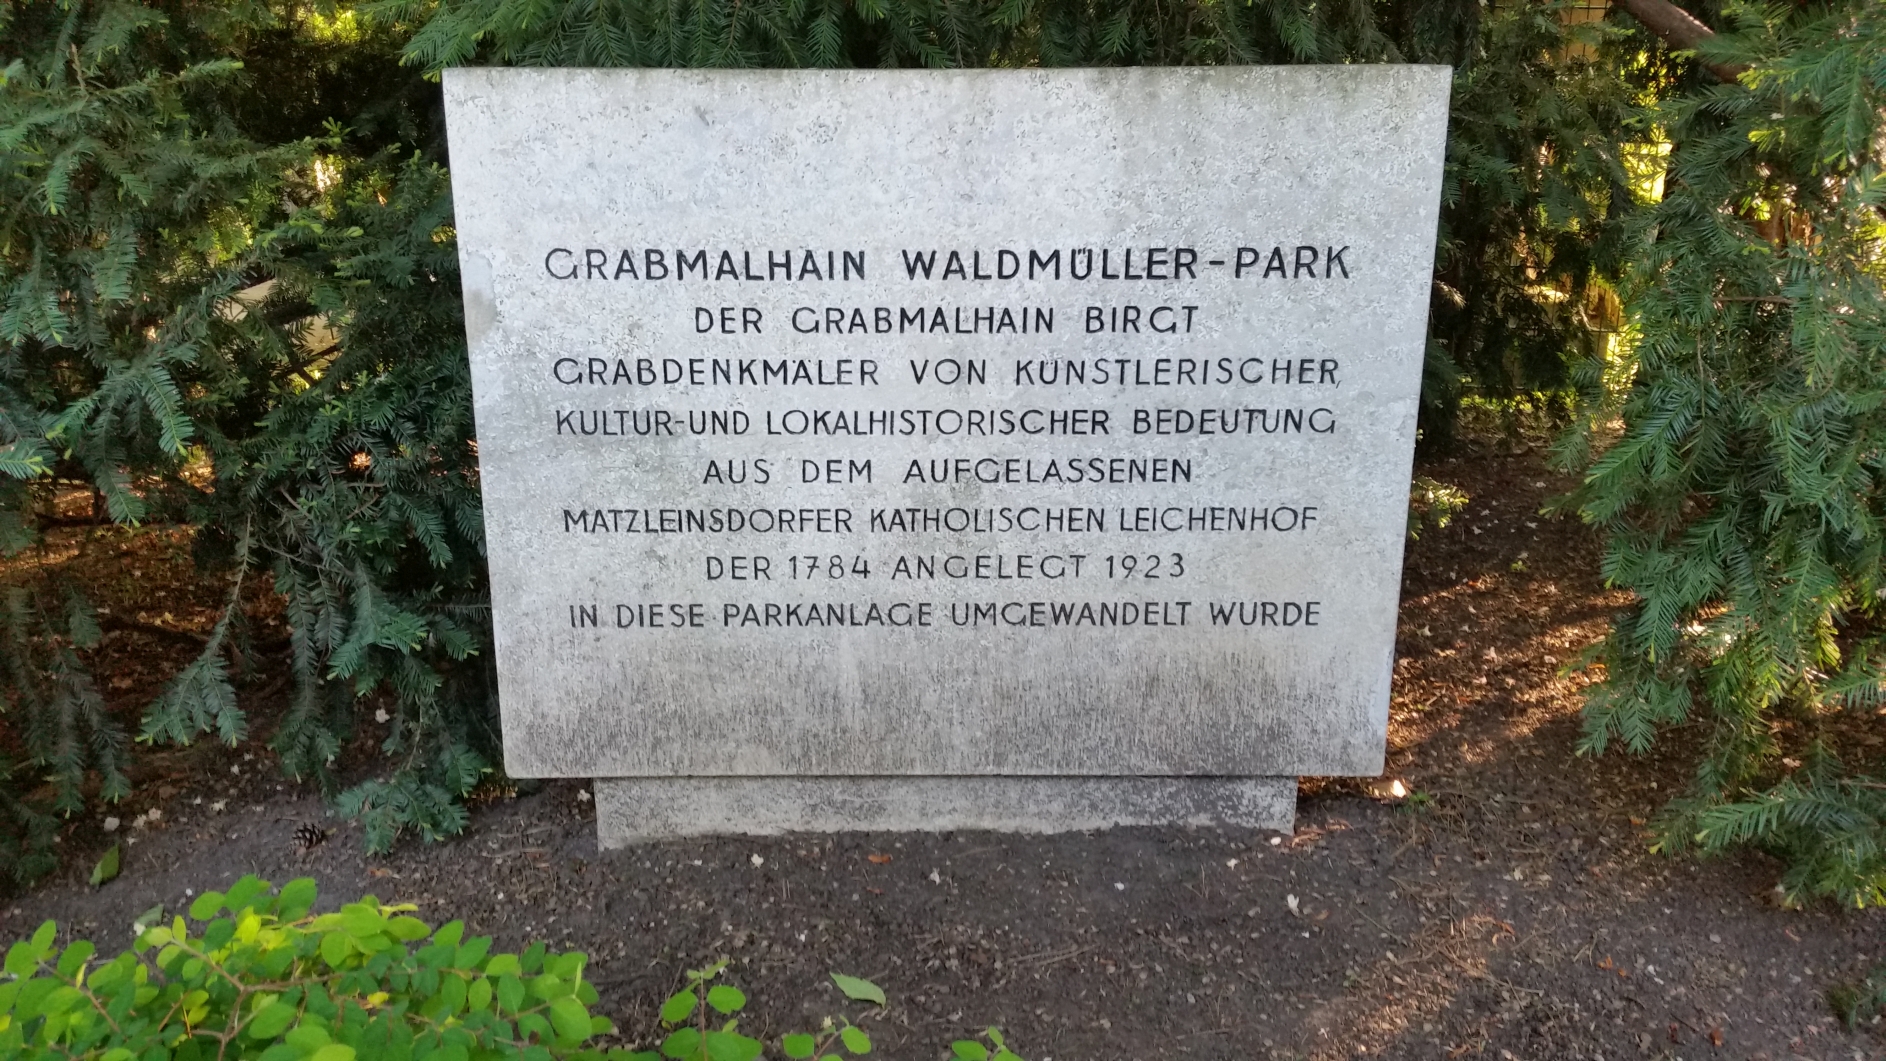 GRABMALHAIN WALDMÜLLER-PARK
DER GRABMALHAIN BIRGT
GRABDENKMÄLER VON KÜNSTLERISCHER,
KULTUR-UND LOKALHISTORISCHER BEDEUTUNG
AUS DEM AUFGELASSENEN
MATZLEINSDORFER KATHOLISCHEN LEICHENHOF
DER 1784 ANGELEGT 1923
IN DIESE PARKANLAGE UMGEWANDELT WURDE